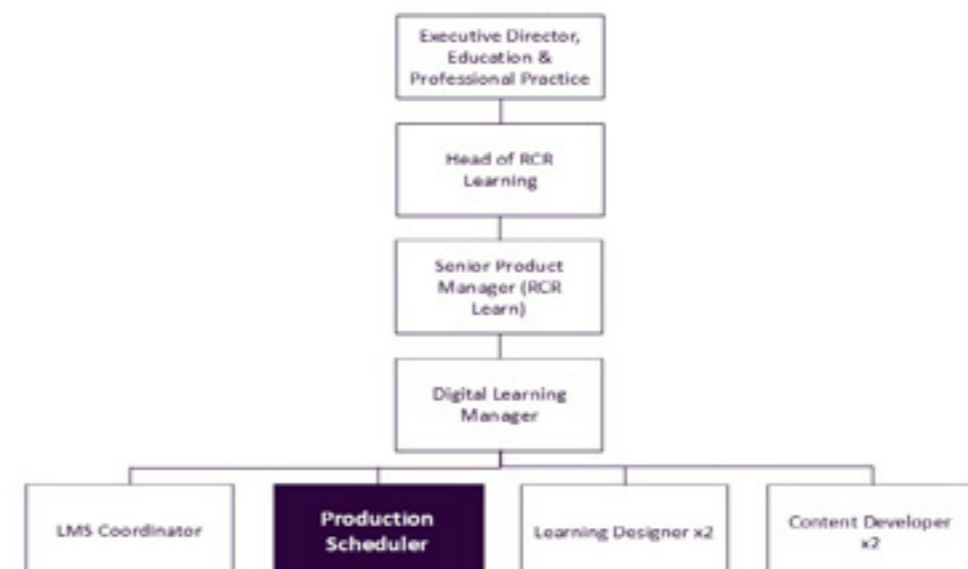 Executive Director,
Education &
Professional Practice
Head of RCR
Learning
Senior Product
Manager (RCR
Learn)
Digital Learning
Manager
LMS Coordinator
Production
Scheduler
Learning Designer x2
Content Developer
x2